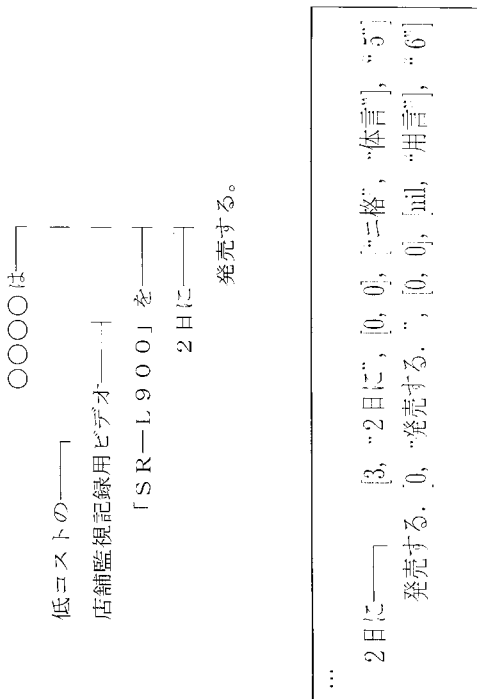 ○○○○は
低コストの
店舗監視記録用ビデオ
「SR－L900」を
2日に
発売する。
…
2日に [3, “2日に”, [0, 0], [“ニ格”, “体言”], “5”]
発売する. [0, “発売する. ”, [0, 0], [nil, “用言”], “6”]